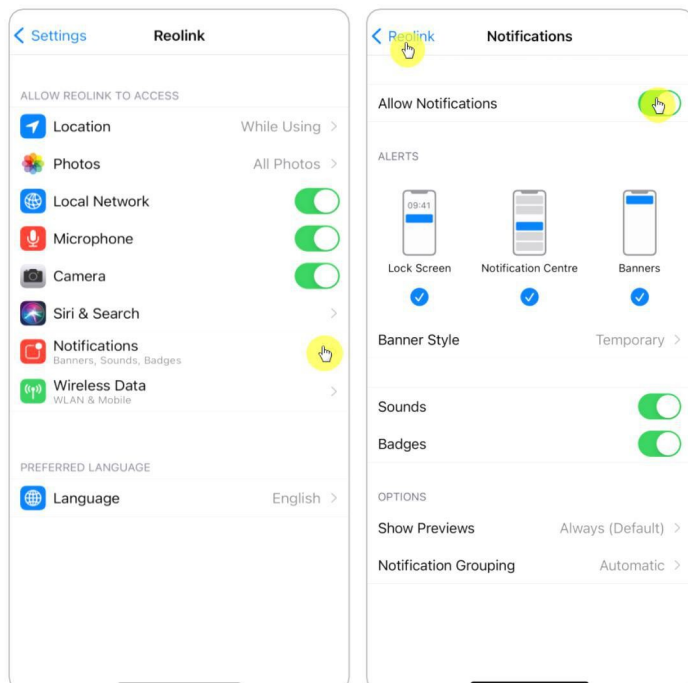 Settings
Reolink
ALLOW REOLINK TO ACCESS
Location
While Using
Photos
All Photos
Local Network
Microphone
Camera
Siri & Search
Notifications
Banners, Sounds, Badges
Wireless Data
WLAN & Mobile
PREFERRED LANGUAGE
Language
English
Reolink
Notifications
Allow Notifications
ALERTS
09:41
Lock Screen
Notification Centre
Banners
Banner Style
Temporary
Sounds
Badges
OPTIONS
Show Previews
Always (Default)
Notification Grouping
Automatic